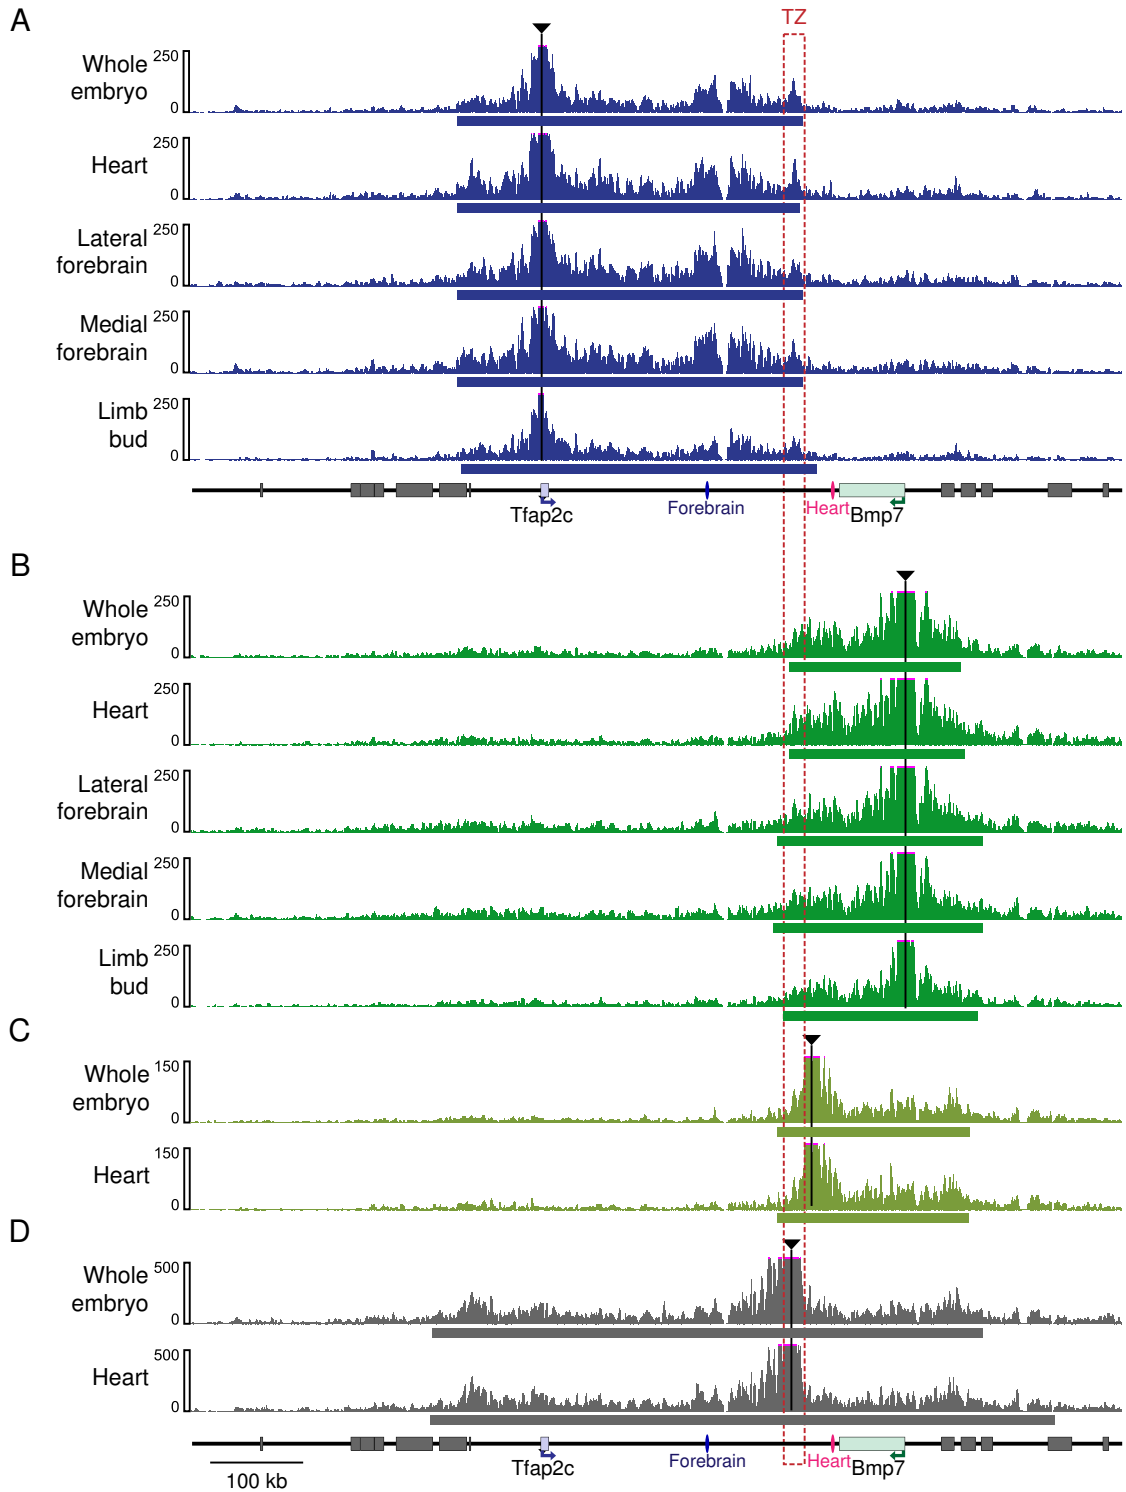 A
TZ
Whole
embryo
250
0
Heart
250
0
Lateral
forebrain
250
0
Medial
forebrain
250
0
Limb
bud
250
0
Tfap2c
Forebrain
Heart
Bmp7
B
Whole
embryo
250
0
Heart
250
0
Lateral
forebrain
250
0
Medial
forebrain
250
0
Limb
bud
250
0
C
Whole
embryo
150
0
Heart
150
0
D
Whole
embryo
500
0
Heart
500
0
Tfap2c
Forebrain
Heart
Bmp7
100 kb